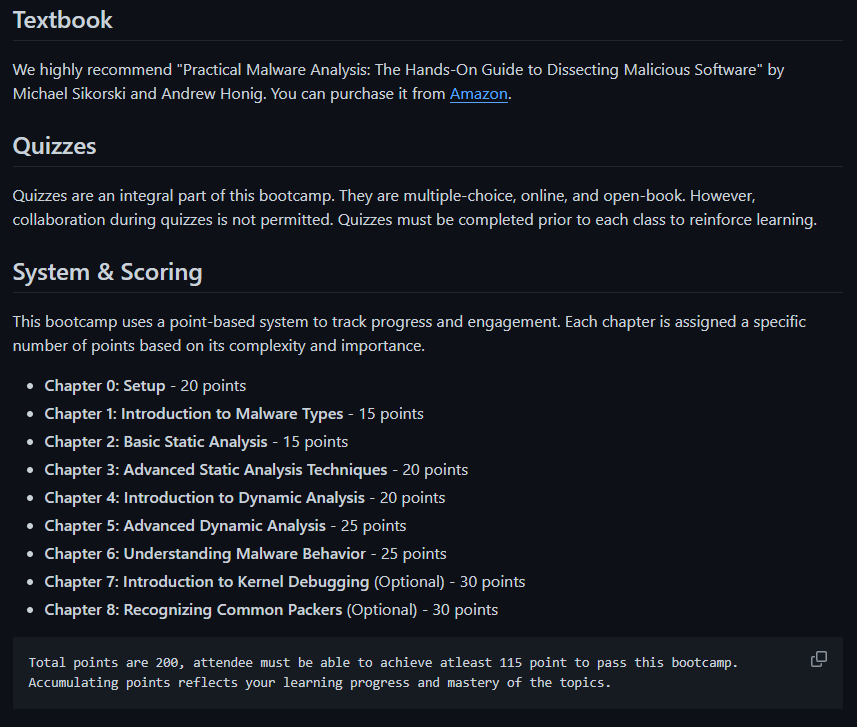 Textbook
We highly recommend "Practical Malware Analysis: The Hands-On Guide to Dissecting Malicious Software" by
Michael Sikorski and Andrew Honig. You can purchase it from Amazon.
Quizzes
Quizzes are an integral part of this bootcamp. They are multiple-choice, online, and open-book. However,
collaboration during quizzes is not permitted. Quizzes must be completed prior to each class to reinforce learning.
System & Scoring
This bootcamp uses a point-based system to track progress and engagement. Each chapter is assigned a specific
number of points based on its complexity and importance.
• Chapter 0: Setup - 20 points
• Chapter 1: Introduction to Malware Types - 15 points
• Chapter 2: Basic Static Analysis - 15 points
• Chapter 3: Advanced Static Analysis Techniques - 20 points
• Chapter 4: Introduction to Dynamic Analysis - 20 points
• Chapter 5: Advanced Dynamic Analysis - 25 points
• Chapter 6: Understanding Malware Behavior - 25 points
• Chapter 7: Introduction to Kernel Debugging (Optional) - 30 points
• Chapter 8: Recognizing Common Packers (Optional) - 30 points
Total points are 200, attendee must be able to achieve atleast 115 point to pass this bootcamp.
Accumulating points reflects your learning progress and mastery of the topics.